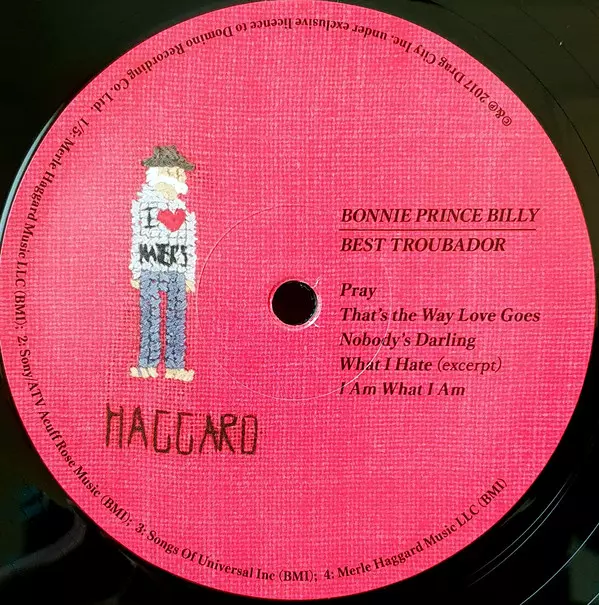 BONNIE PRINCE BILLY
BEST TROUBADOR
Pray
That's the Way Love Goes
Nobody's Darling
What I Hate (excerpt)
I Am What I Am
I ♥
HATERS
HAGGARD
℗&© 2017 Drag City Inc. under exclusive licence to Domino Recording Co. Ltd. 1/5: Merle Haggard Music LLC (BMI); 2: Sony/ATV Acuff Rose Music (BMI); 3: Songs Of Universal Inc (BMI); 4: Merle Haggard Music LLC (BMI)